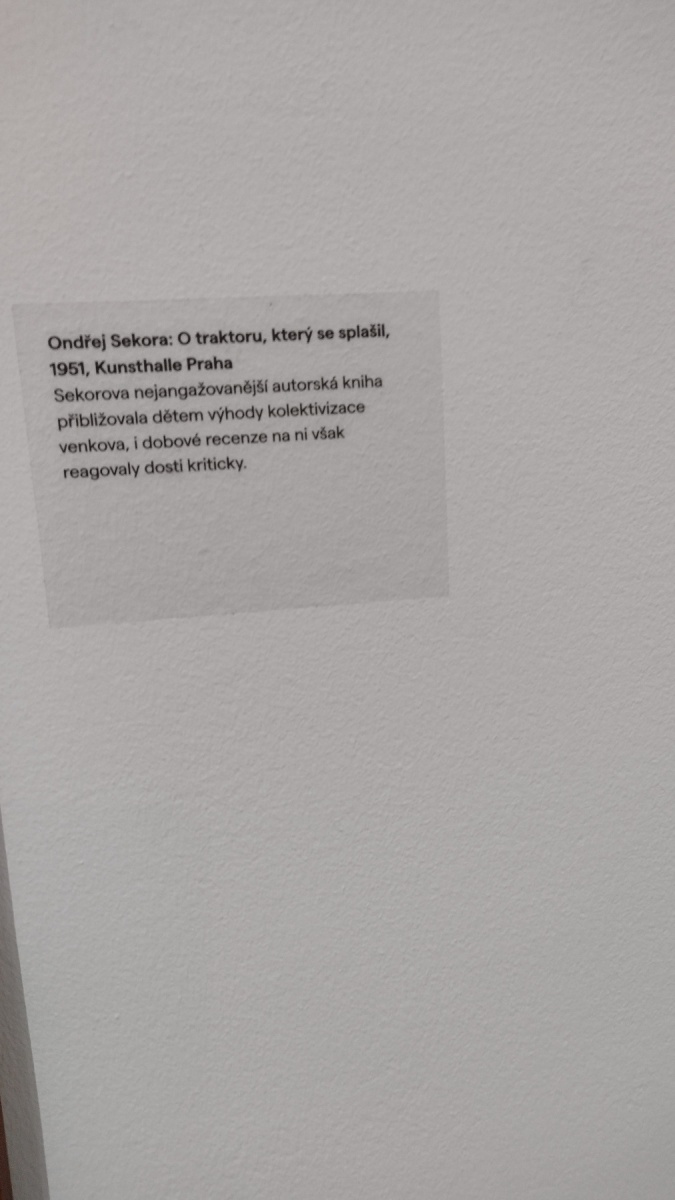 Ondřej Sekora: O traktoru, který se splašil,
1951, Kunsthalle Praha
Sekorova nejangažovanější autorská kniha
přibližovala dětem výhody kolektivizace
venkova, i dobové recenze na ni však
reagovaly dosti kriticky.